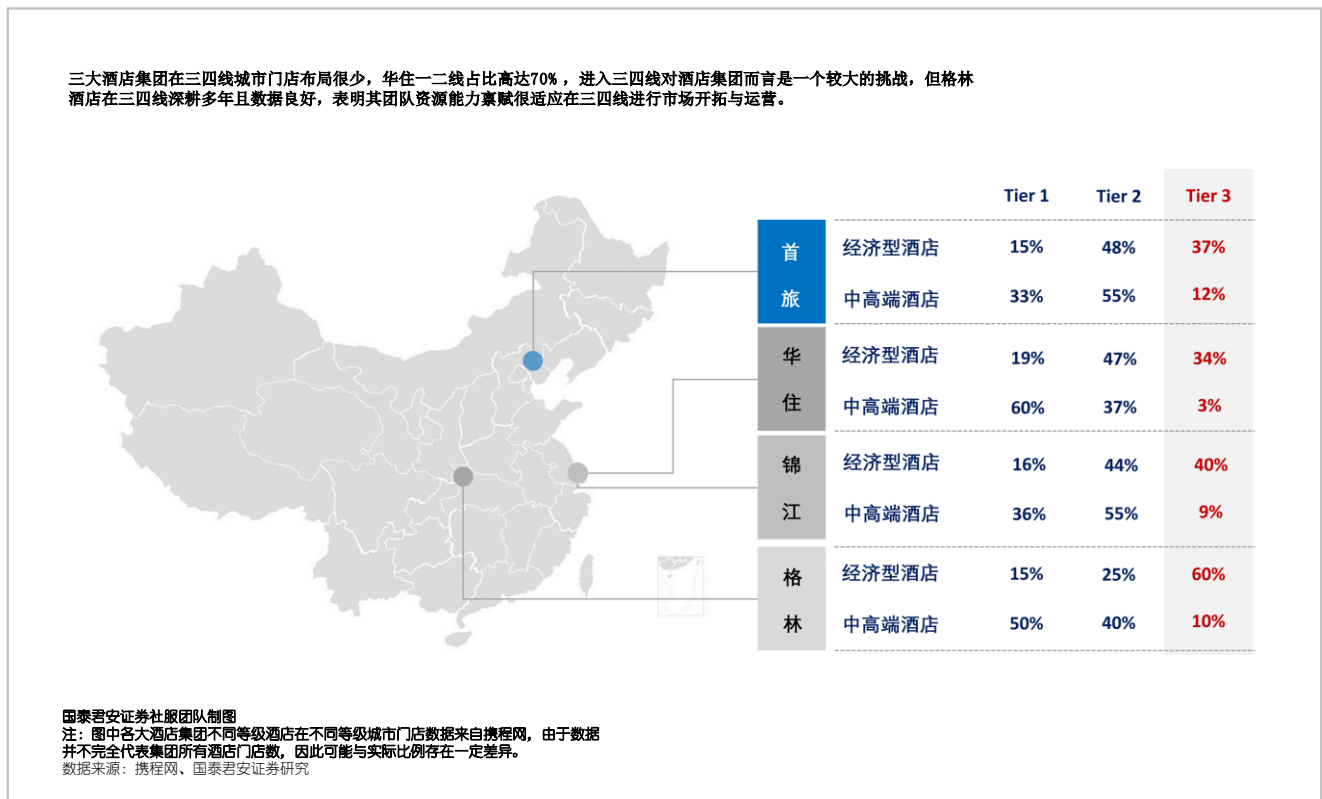 三大酒店集团在三四线城市门店布局很少，华住一二线占比高达70%，进入三四线对酒店集团而言是一个较大的挑战，但格林
酒店在三四线深耕多年且数据良好，表明其团队资源能力禀赋很适应在三四线进行市场开拓与运营。
Tier 1 Tier 2 Tier 3
首旅
经济型酒店 15% 48% 37%
中高端酒店 33% 55% 12%
华住
经济型酒店 19% 47% 34%
中高端酒店 60% 37% 3%
锦江
经济型酒店 16% 44% 40%
中高端酒店 36% 55% 9%
格林
经济型酒店 15% 25% 60%
中高端酒店 50% 40% 10%
国泰君安证券社服团队制图
注：图中各大酒店集团不同等级酒店在不同等级城市门店数据来自携程网，由于数据
并不完全代表集团所有酒店门店数，因此可能与实际比例存在一定差异。
数据来源：携程网、国泰君安证券研究